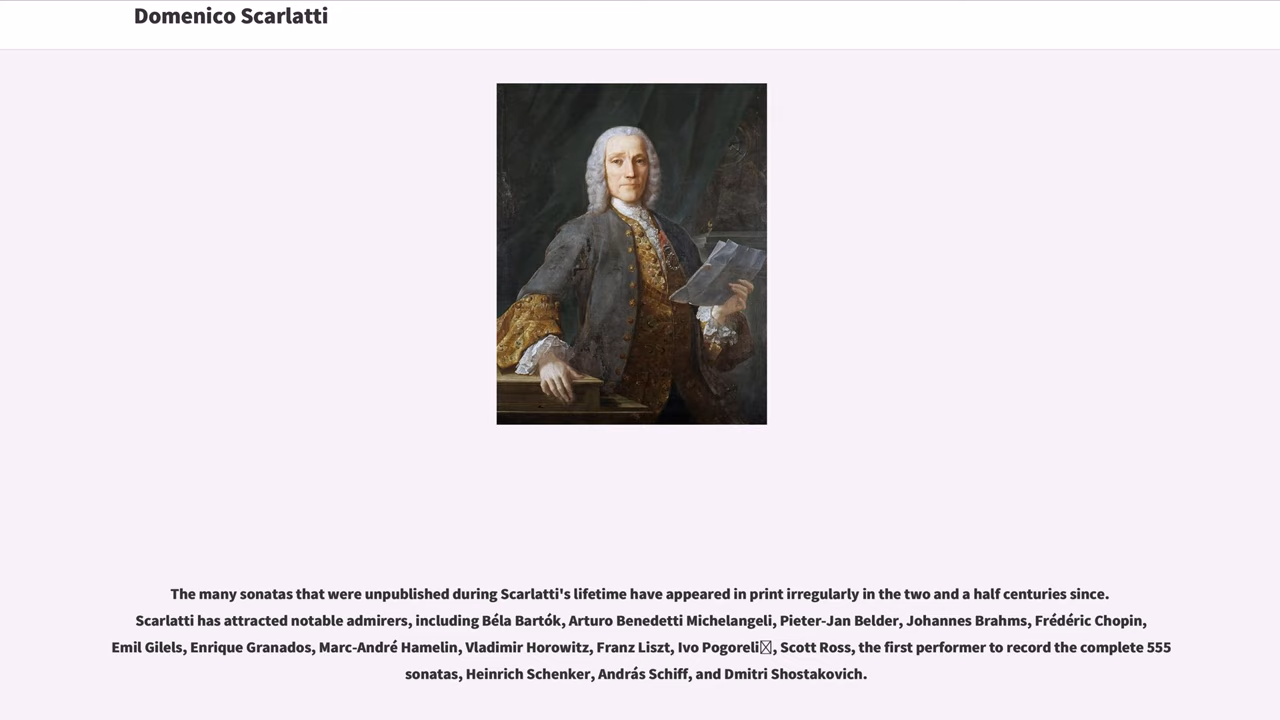 Domenico Scarlatti
The many sonatas that were unpublished during Scarlatti's lifetime have appeared in print irregularly in the two and a half centuries since.
Scarlatti has attracted notable admirers, including Béla Bartók, Arturo Benedetti Michelangeli, Pieter-Jan Belder, Johannes Brahms, Frédéric Chopin,
Emil Gilels, Enrique Granados, Marc-André Hamelin, Vladimir Horowitz, Franz Liszt, Ivo Pogoreli▯, Scott Ross, the first performer to record the complete 555
sonatas, Heinrich Schenker, András Schiff, and Dmitri Shostakovich.